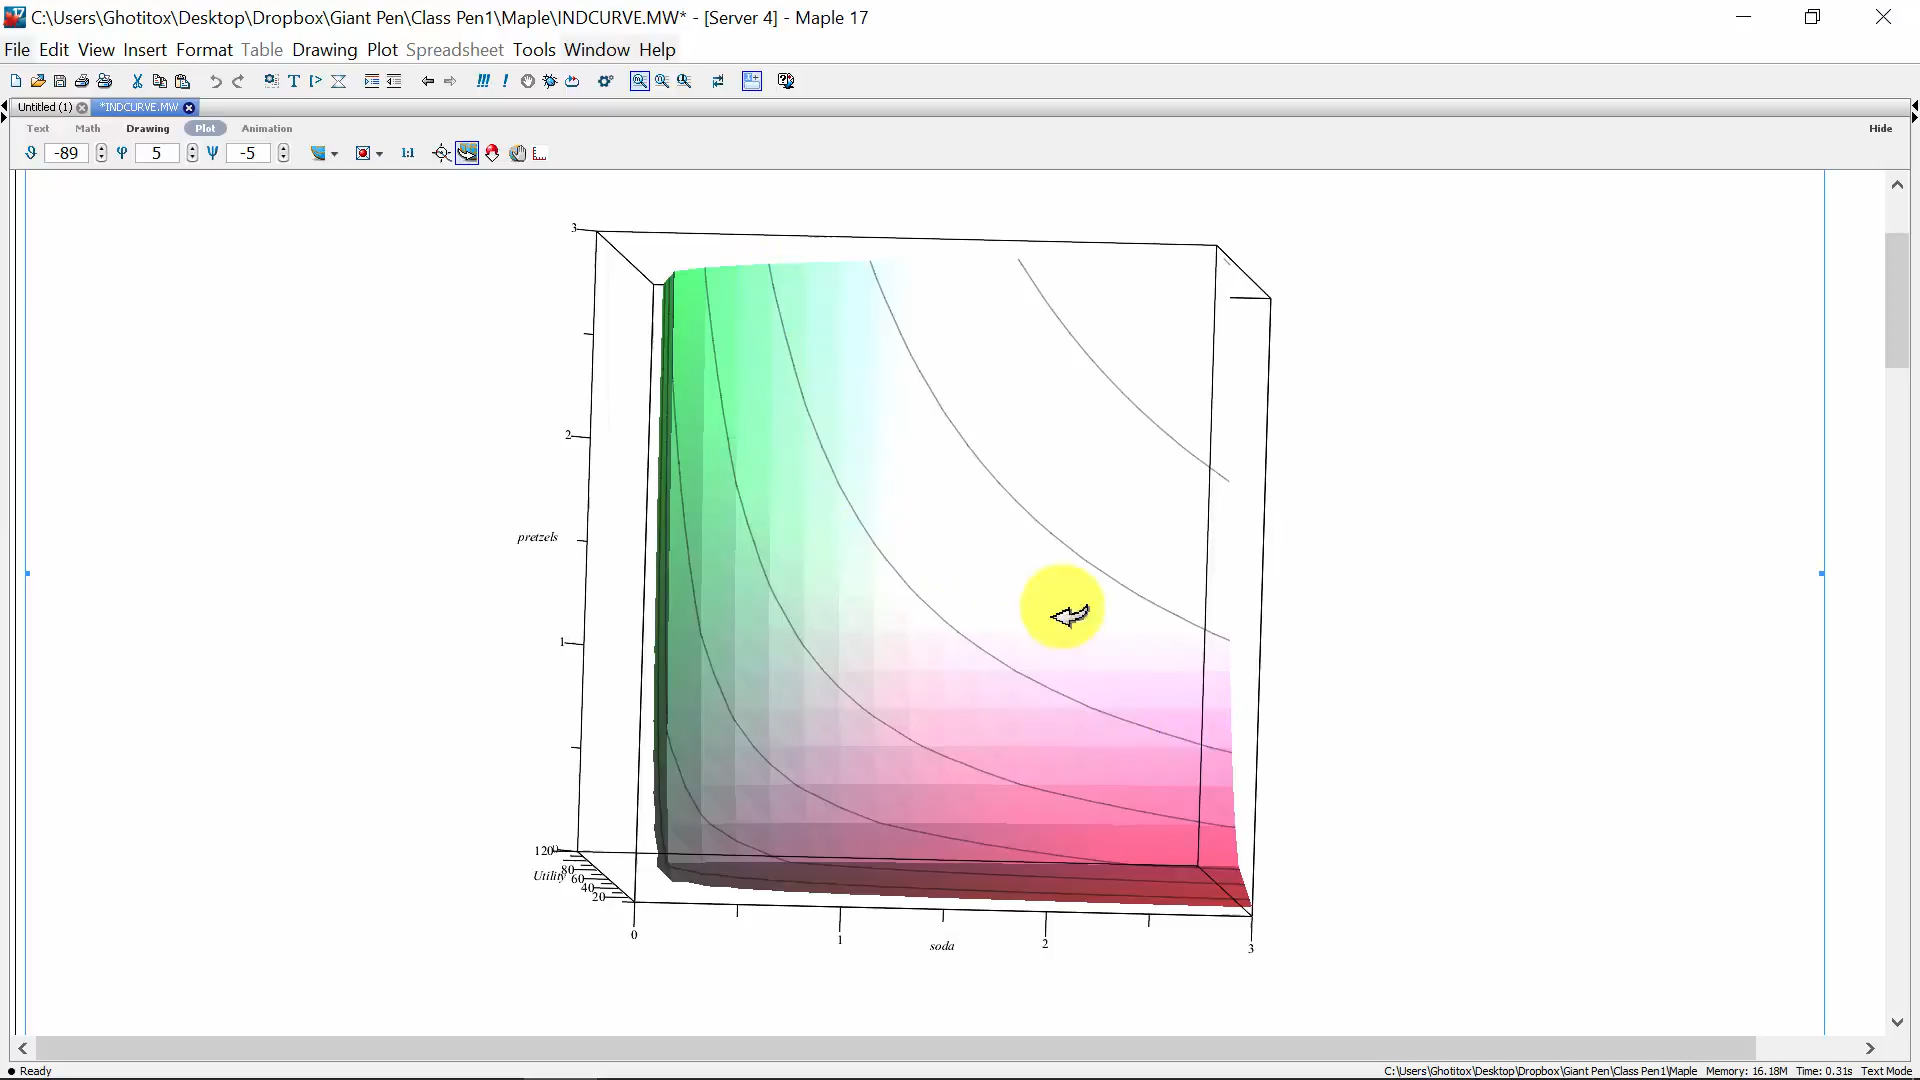 C:\Users\Ghotitox\Desktop\Dropbox\Giant Pen\Class Pen1\Maple\INDCURVE.MW* - [Server 4] - Maple 17
File Edit View Insert Format Table Drawing Plot Spreadsheet Tools Window Help
Untitled (1) *INDCURVE.MW
Text Math Drawing Plot Animation Hide
ϑ -89 φ 5 ψ -5 1:1
3
2
pretzels
1
120
Utility 80
60
40
20
0 1 soda 2 3
Ready C:\Users\Ghotitox\Desktop\Dropbox\Giant Pen\Class Pen1\Maple Memory: 16.18M Time: 0.31s Text Mode